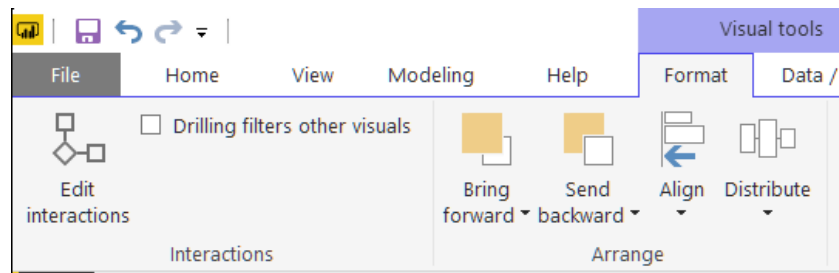 Visual tools
File Home View Modeling Help Format Data /
Drilling filters other visuals
Edit interactions
Bring forward
Send backward
Align
Distribute
Interactions
Arrange